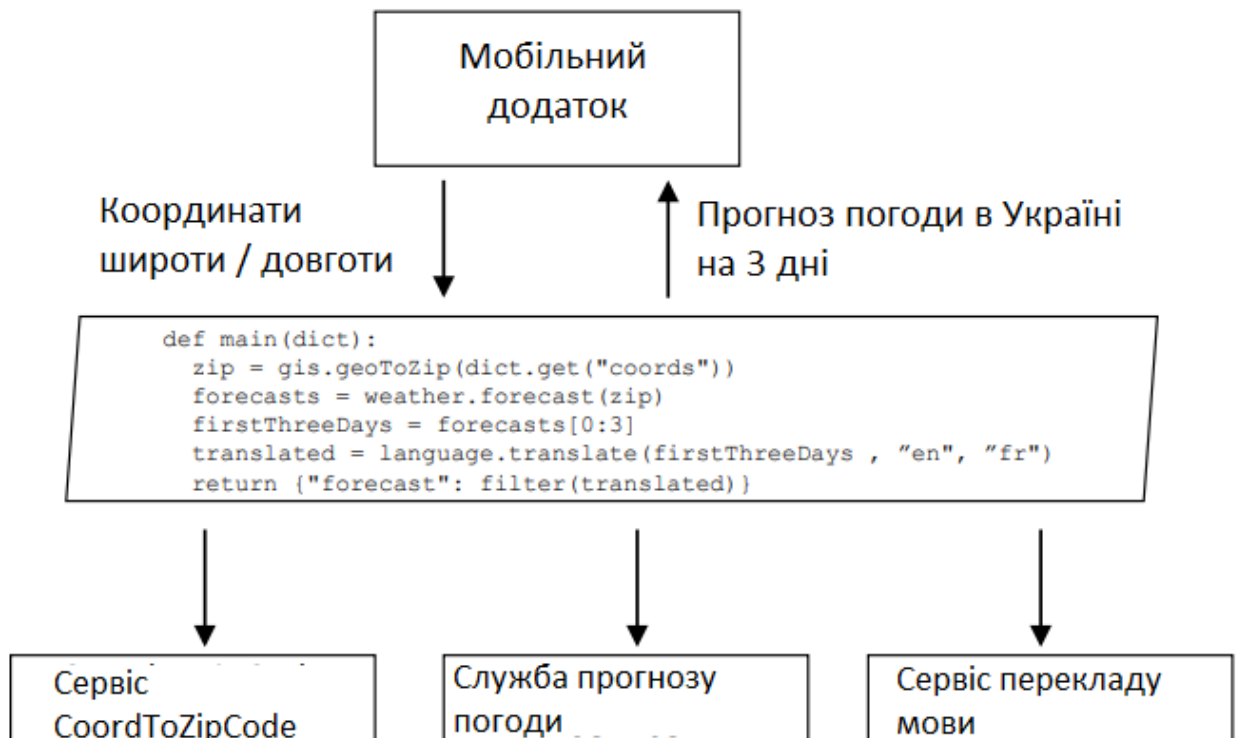 Мобільний
додаток
Координати
широти / довготи
Прогноз погоди в Україні
на 3 дні
def main(dict):
zip = gis.geoToZip(dict.get("coords"))
forecasts = weather.forecast(zip)
firstThreeDays = forecasts[0:3]
translated = language.translate(firstThreeDays , ”en", ”fr")
return {"forecast": filter(translated)}
Сервіс
CoordToZipCode
Служба прогнозу
погоди
Сервіс перекладу
мови